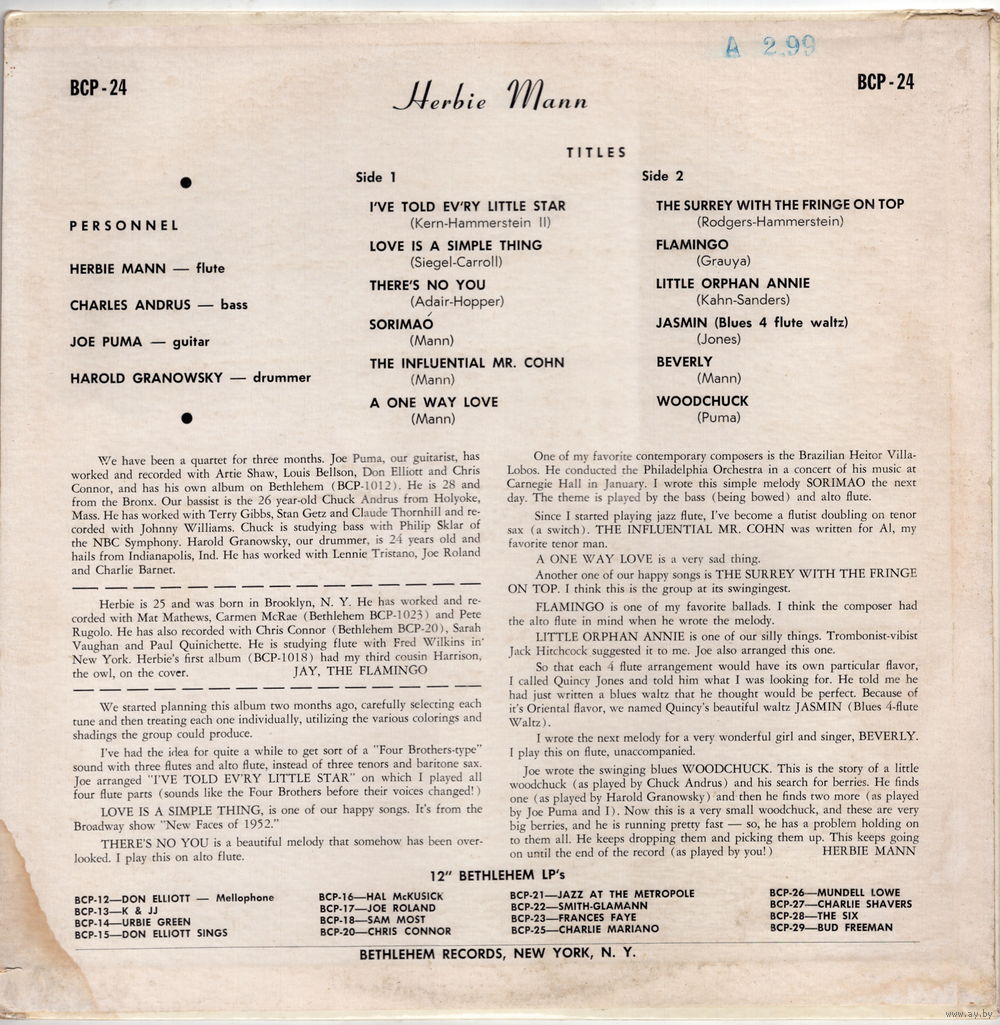 A 2.99
BCP-24
Herbie Mann
BCP-24
TITLES
PERSONNEL
HERBIE MANN — flute
CHARLES ANDRUS — bass
JOE PUMA — guitar
HAROLD GRANOWSKY — drummer
Side 1
I'VE TOLD EV'RY LITTLE STAR
(Kern-Hammerstein II)
LOVE IS A SIMPLE THING
(Siegel-Carroll)
THERE'S NO YOU
(Adair-Hopper)
SORIMAÓ
(Mann)
THE INFLUENTIAL MR. COHN
(Mann)
A ONE WAY LOVE
(Mann)
Side 2
THE SURREY WITH THE FRINGE ON TOP
(Rodgers-Hammerstein)
FLAMINGO
(Grauya)
LITTLE ORPHAN ANNIE
(Kahn-Sanders)
JASMIN (Blues 4 flute waltz)
(Jones)
BEVERLY
(Mann)
WOODCHUCK
(Puma)
We have been a quartet for three months. Joe Puma, our guitarist, has
worked and recorded with Artie Shaw, Louis Bellson, Don Elliott and Chris
Connor, and has his own album on Bethlehem (BCP-1012). He is 28 and
from the Bronx. Our bassist is the 26 year-old Chuck Andrus from Holyoke,
Mass. He has worked with Terry Gibbs, Stan Getz and Claude Thornhill and re-
corded with Johnny Williams. Chuck is studying bass with Philip Sklar of
the NBC Symphony. Harold Granowsky, our drummer, is 24 years old and
hails from Indianapolis, Ind. He has worked with Lennie Tristano, Joe Roland
and Charlie Barnet.
Herbie is 25 and was born in Brooklyn, N. Y. He has worked and re-
corded with Mat Mathews, Carmen McRae (Bethlehem BCP-1023) and Pete
Rugolo. He has also recorded with Chris Connor (Bethlehem BCP-20), Sarah
Vaughan and Paul Quinichette. He is studying flute with Fred Wilkins in
New York. Herbie's first album (BCP-1018) had my third cousin Harrison,
the owl, on the cover. JAY, THE FLAMINGO
We started planning this album two months ago, carefully selecting each
tune and then treating each one individually, utilizing the various colorings and
shadings the group could produce.
I've had the idea for quite a while to get sort of a "Four Brothers-type"
sound with three flutes and alto flute, instead of three tenors and baritone sax.
Joe arranged "I'VE TOLD EV'RY LITTLE STAR" on which I played all
four flute parts (sounds like the Four Brothers before their voices changed!)
LOVE IS A SIMPLE THING, is one of our happy songs. It's from the
Broadway show "New Faces of 1952."
THERE'S NO YOU is a beautiful melody that somehow has been over-
looked. I play this on alto flute.
One of my favorite contemporary composers is the Brazilian Heitor Villa-
Lobos. He conducted the Philadelphia Orchestra in a concert of his music at
Carnegie Hall in January. I wrote this simple melody SORIMAO the next
day. The theme is played by the bass (being bowed) and alto flute.
Since I started playing jazz flute, I've become a flutist doubling on tenor
sax (a switch). THE INFLUENTIAL MR. COHN was written for Al, my
favorite tenor man.
A ONE WAY LOVE is a very sad thing.
Another one of our happy songs is THE SURREY WITH THE FRINGE
ON TOP. I think this is the group at its swingingest.
FLAMINGO is one of my favorite ballads. I think the composer had
the alto flute in mind when he wrote the melody.
LITTLE ORPHAN ANNIE is one of our silly things. Trombonist-vibist
Jack Hitchcock suggested it to me. Joe also arranged this one.
So that each 4 flute arrangement would have its own particular flavor,
I called Quincy Jones and told him what I was looking for. He told me he
had just written a blues waltz that he thought would be perfect. Because of
it's Oriental flavor, we named Quincy's beautiful waltz JASMIN (Blues 4-flute
Waltz).
I wrote the next melody for a very wonderful girl and singer, BEVERLY.
I play this on flute, unaccompanied.
Joe wrote the swinging blues WOODCHUCK. This is the story of a little
woodchuck (as played by Chuck Andrus) and his search for berries. He finds
one (as played by Harold Granowsky) and then he finds two more (as played
by Joe Puma and I). Now this is a very small woodchuck, and these are very
big berries, and he is running pretty fast — so, he has a problem holding on
to them all. He keeps dropping them and picking them up. This keeps going
on until the end of the record (as played by you!) HERBIE MANN
12" BETHLEHEM LP's
BCP-12—DON ELLIOTT — Mellophone
BCP-13—K & JJ
BCP-14—URBIE GREEN
BCP-15—DON ELLIOTT SINGS
BCP-16—HAL McKUSICK
BCP-17—JOE ROLAND
BCP-18—SAM MOST
BCP-20—CHRIS CONNOR
BCP-21—JAZZ AT THE METROPOLE
BCP-22—SMITH-GLAMANN
BCP-23—FRANCES FAYE
BCP-25—CHARLIE MARIANO
BCP-26—MUNDELL LOWE
BCP-27—CHARLIE SHAVERS
BCP-28—THE SIX
BCP-29—BUD FREEMAN
BETHLEHEM RECORDS, NEW YORK, N. Y.
www.ay.by